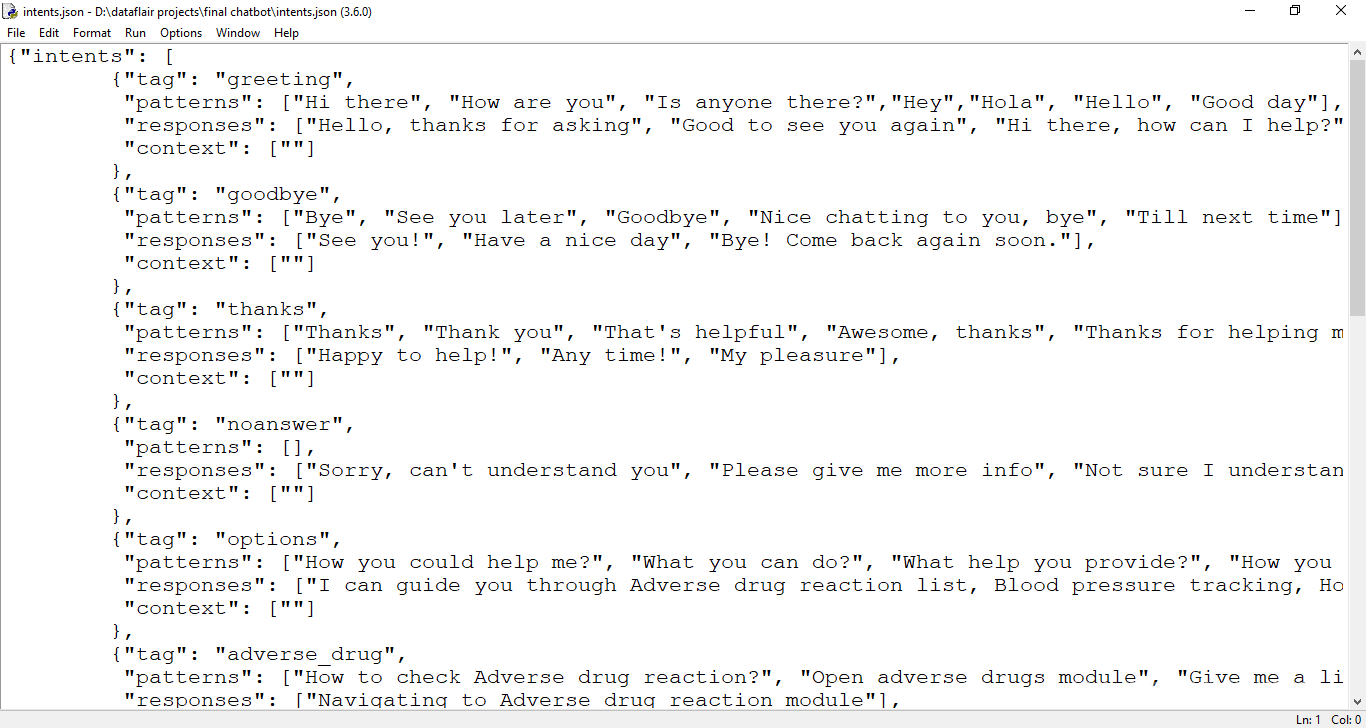 intents.json - D:\dataflair projects\final chatbot\intents.json (3.6.0)
File Edit Format Run Options Window Help
{"intents": [
        {"tag": "greeting",
         "patterns": ["Hi there", "How are you", "Is anyone there?","Hey","Hola", "Hello", "Good day"],
         "responses": ["Hello, thanks for asking", "Good to see you again", "Hi there, how can I help?"
         "context": [""]
        },
        {"tag": "goodbye",
         "patterns": ["Bye", "See you later", "Goodbye", "Nice chatting to you, bye", "Till next time"]
         "responses": ["See you!", "Have a nice day", "Bye! Come back again soon."],
         "context": [""]
        },
        {"tag": "thanks",
         "patterns": ["Thanks", "Thank you", "That's helpful", "Awesome, thanks", "Thanks for helping m
         "responses": ["Happy to help!", "Any time!", "My pleasure"],
         "context": [""]
        },
        {"tag": "noanswer",
         "patterns": [],
         "responses": ["Sorry, can't understand you", "Please give me more info", "Not sure I understan
         "context": [""]
        },
        {"tag": "options",
         "patterns": ["How you could help me?", "What you can do?", "What help you provide?", "How you
         "responses": ["I can guide you through Adverse drug reaction list, Blood pressure tracking, Ho
         "context": [""]
        },
        {"tag": "adverse_drug",
         "patterns": ["How to check Adverse drug reaction?", "Open adverse drugs module", "Give me a li
         "responses": ["Navigating to Adverse drug reaction module"],
Ln: 1 Col: 0